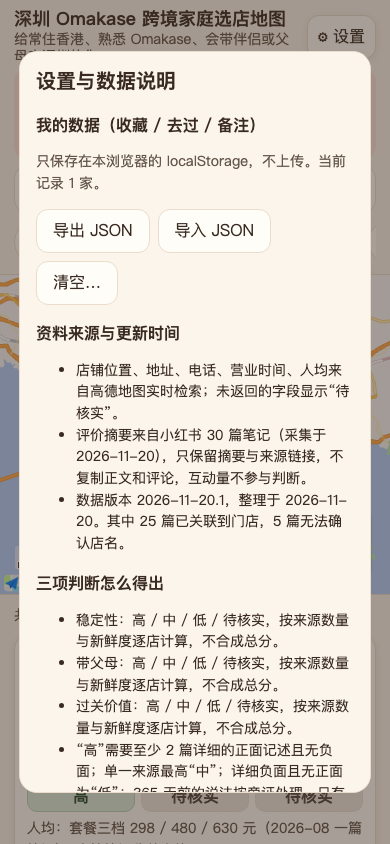 深圳 Omakase 跨境家庭选店地图
给常住香港、熟悉 Omakase、会带伴侣或父
⚙ 设置
设置与数据说明
我的数据（收藏 / 去过 / 备注）
只保存在本浏览器的 localStorage，不上传。当前
记录 1 家。
导出 JSON
导入 JSON
清空…
资料来源与更新时间
• 店铺位置、地址、电话、营业时间、人均来
自高德地图实时检索；未返回的字段显示“待
核实”。
• 评价摘要来自小红书 30 篇笔记（采集于
2026-11-20），只保留摘要与来源链接，不
复制正文和评论，互动量不参与判断。
• 数据版本 2026-11-20.1，整理于 2026-11-
20。其中 25 篇已关联到门店，5 篇无法确
认店名。
三项判断怎么得出
• 稳定性：高 / 中 / 低 / 待核实，按来源数量
与新鲜度逐店计算，不合成总分。
• 带父母：高 / 中 / 低 / 待核实，按来源数量
与新鲜度逐店计算，不合成总分。
• 过关价值：高 / 中 / 低 / 待核实，按来源数
量与新鲜度逐店计算，不合成总分。
• “高”需要至少 2 篇详细的正面记述且无负
面；单一来源最高“中”；详细负面且无正面
高
待核实
待核实
人均：套餐三档 298 / 480 / 630 元（2026-08 一篇